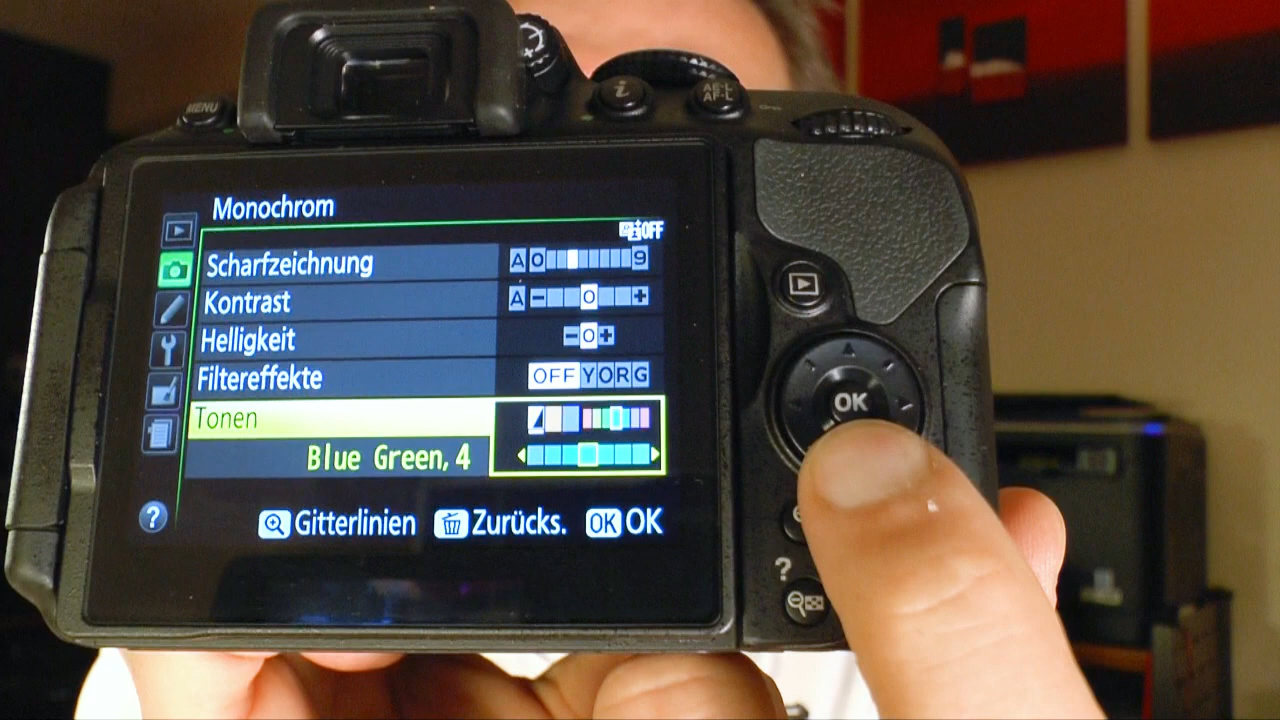 MENU
i
AE-L
AF-L
Monochrom
OFF
Scharfzeichnung A 0 9
Kontrast A − 0 +
Helligkeit − 0 +
Filtereffekte OFF Y O R G
Tonen
Blue Green, 4
? Gitterlinien Zurücks. OK OK
OK
?